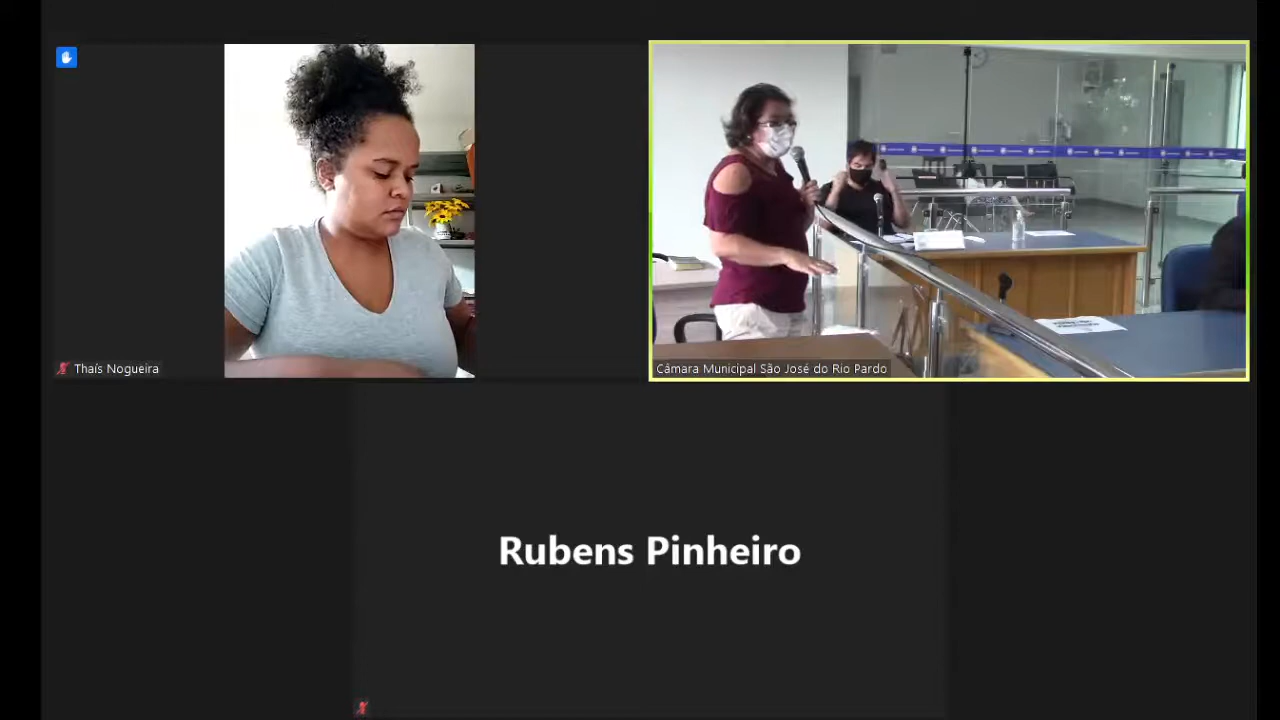 Thaís Nogueira
Câmara Municipal São José do Rio Pardo
Rubens Pinheiro